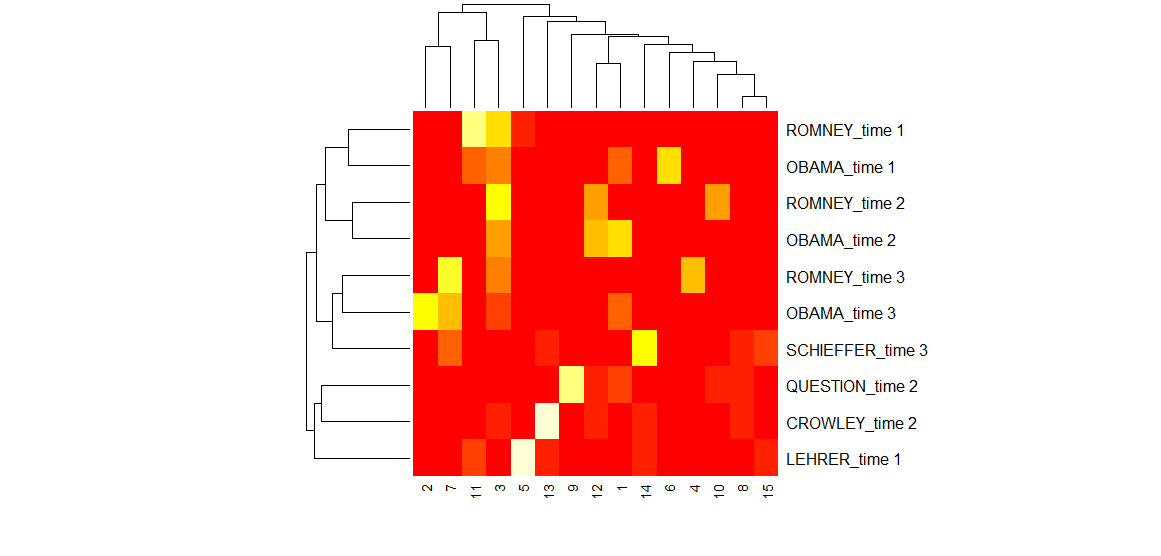 ROMNEY_time 1
OBAMA_time 1
ROMNEY_time 2
OBAMA_time 2
ROMNEY_time 3
OBAMA_time 3
SCHIEFFER_time 3
QUESTION_time 2
CROWLEY_time 2
LEHRER_time 1
2 7 11 3 5 13 9 12 1 14 6 4 10 8 15